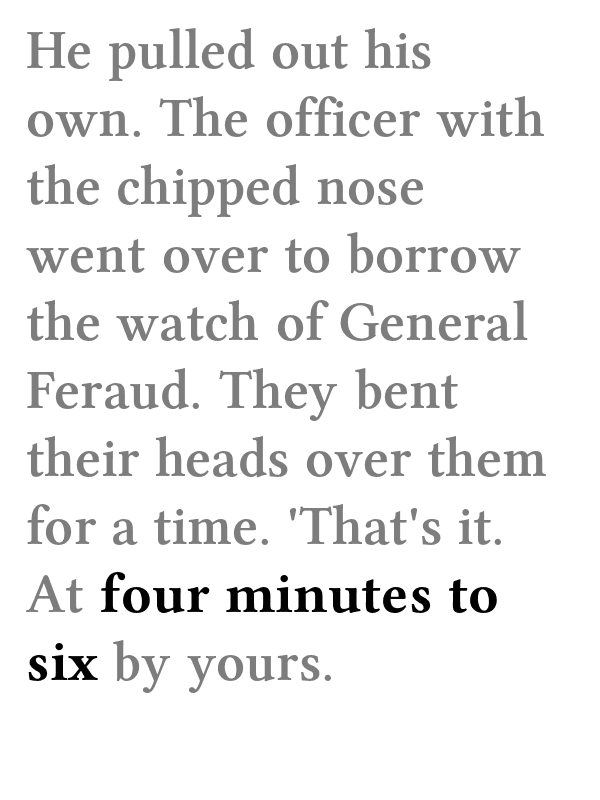 He pulled out his
own. The officer with
the chipped nose
went over to borrow
the watch of General
Feraud. They bent
their heads over them
for a time. 'That's it.
At four minutes to
six by yours.